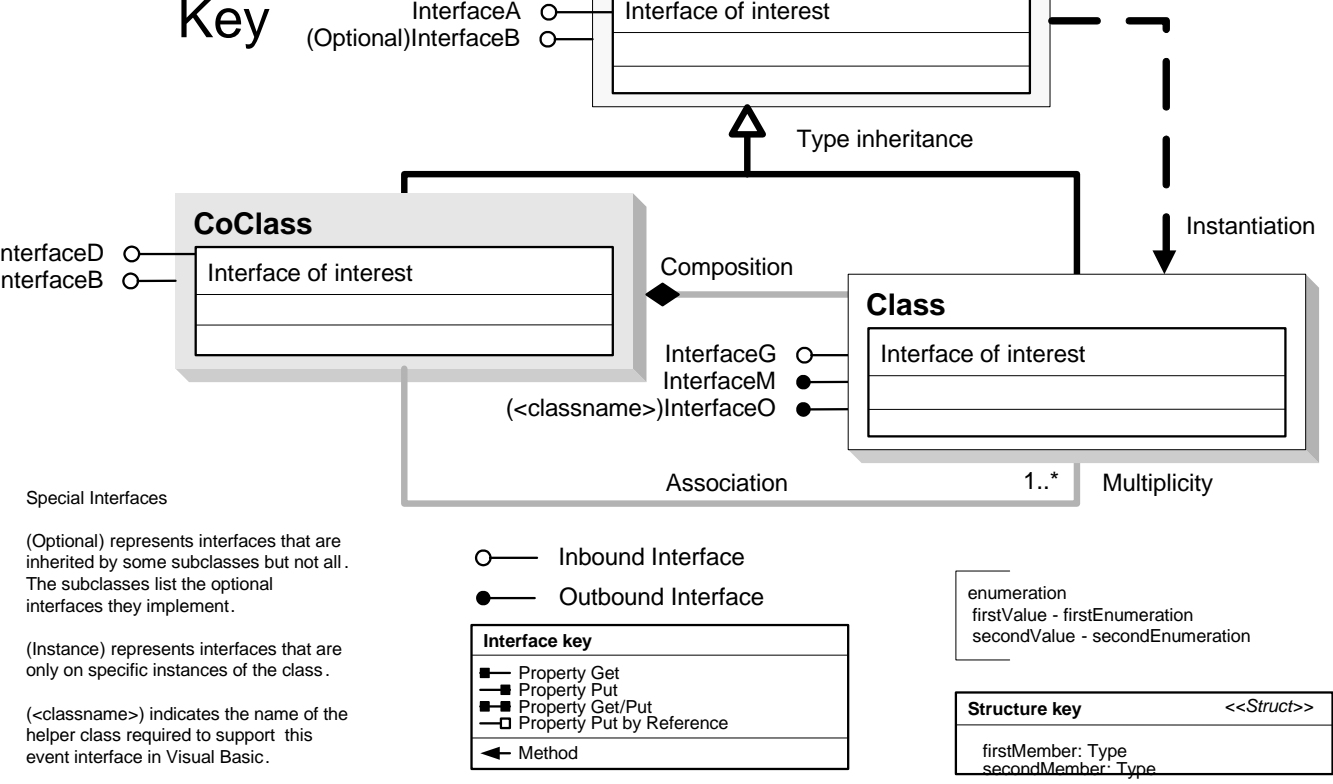 Key
InterfaceA
(Optional)InterfaceB
Interface of interest
Type inheritance
Instantiation
CoClass
nterfaceD
nterfaceB
Interface of interest
Composition
Class
InterfaceG
InterfaceM
(<classname>)InterfaceO
Interface of interest
Association
1..*
Multiplicity
Special Interfaces
(Optional) represents interfaces that are
inherited by some subclasses but not all.
The subclasses list the optional
interfaces they implement.
(Instance) represents interfaces that are
only on specific instances of the class.
(<classname>) indicates the name of the
helper class required to support this
event interface in Visual Basic.
Inbound Interface
Outbound Interface
Interface key
Property Get
Property Put
Property Get/Put
Property Put by Reference
Method
enumeration
firstValue - firstEnumeration
secondValue - secondEnumeration
Structure key <<Struct>>
firstMember: Type
secondMember: Type